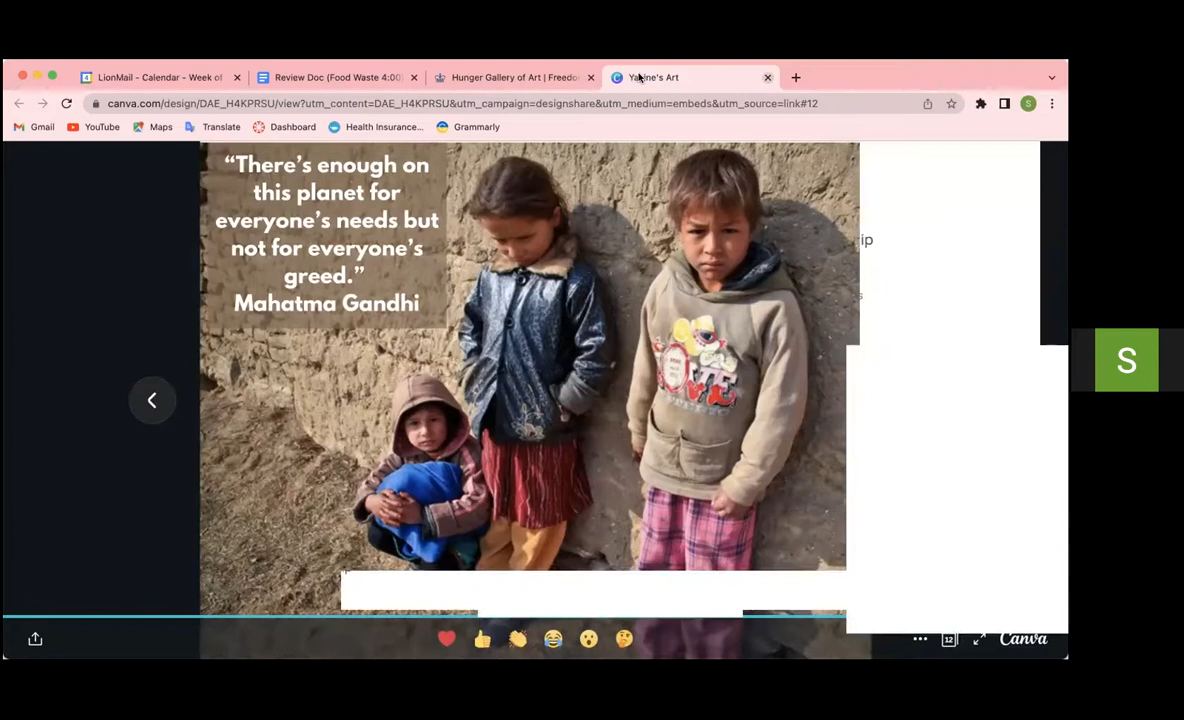 LionMail - Calendar - Week of
Review Doc (Food Waste 4:00)
Hunger Gallery of Art | Freedo
Art
canva.com/design/DAE_H4KPRSU/view?utm_content=DAE_H4KPRSU&utm_campaign=designshare&utm_medium=embeds&utm_source=link#12
S
Gmail
YouTube
Maps
Translate
Dashboard
Health Insurance...
Grammarly
“There’s enough on
this planet for
everyone’s needs but
not for everyone’s
greed.”
Mahatma Gandhi
S
12
Canva